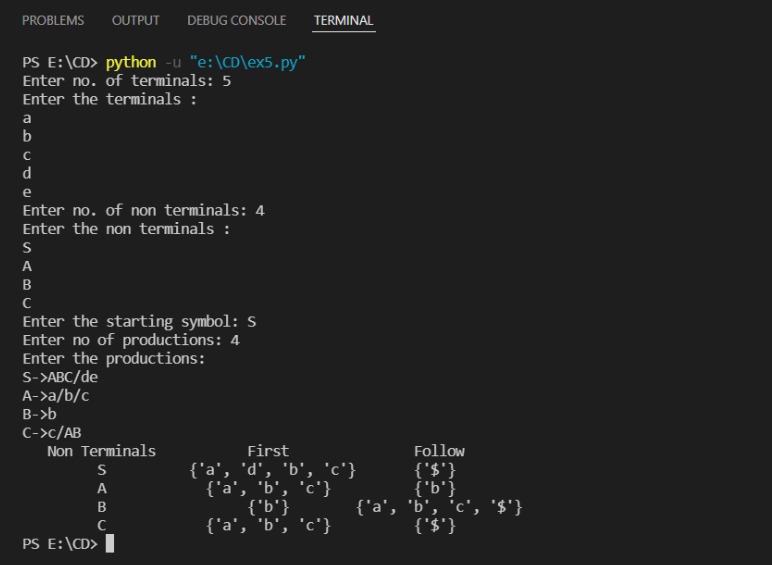 PROBLEMS OUTPUT DEBUG CONSOLE TERMINAL
PS E:\CD> python -u "e:\CD\ex5.py"
Enter no. of terminals: 5
Enter the terminals :
a
b
c
d
e
Enter no. of non terminals: 4
Enter the non terminals :
S
A
B
C
Enter the starting symbol: S
Enter no of productions: 4
Enter the productions:
S->ABC/de
A->a/b/c
B->b
C->c/AB
Non Terminals First Follow
S {'a', 'd', 'b', 'c'} {'$'}
A {'a', 'b', 'c'} {'b'}
B {'b'} {'a', 'b', 'c', '$'}
C {'a', 'b', 'c'} {'$'}
PS E:\CD>